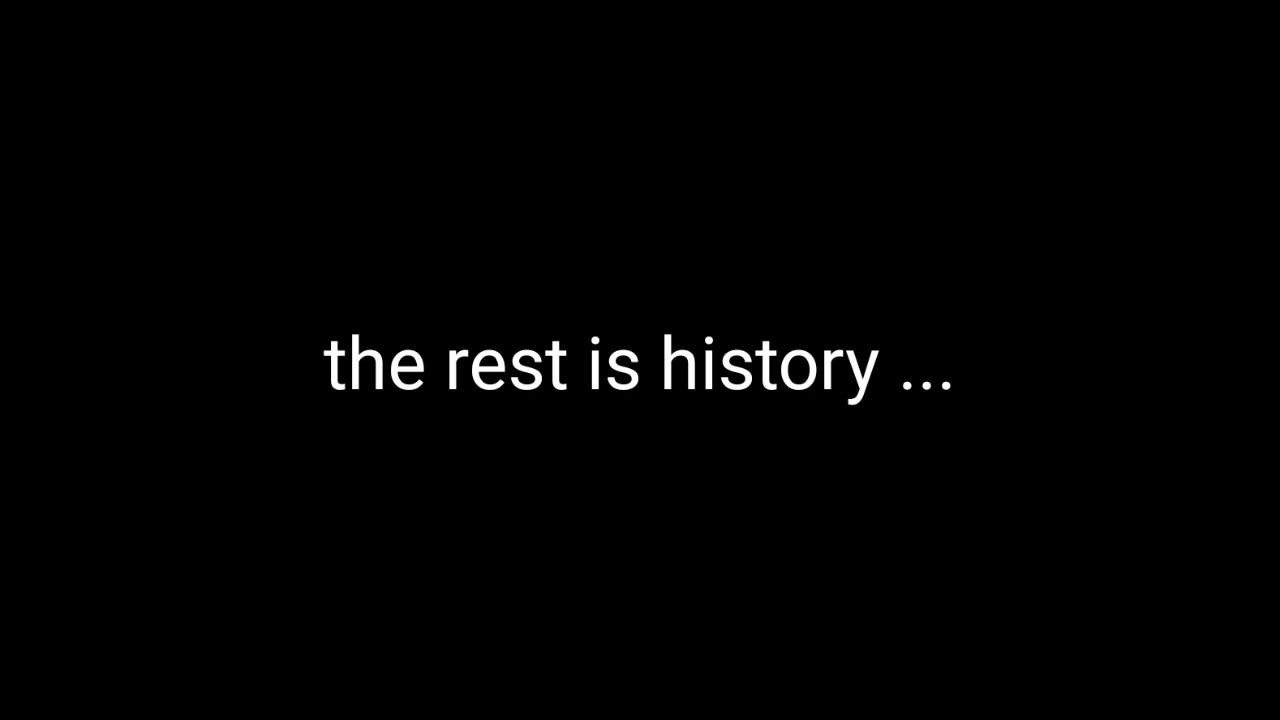 the rest is history ...